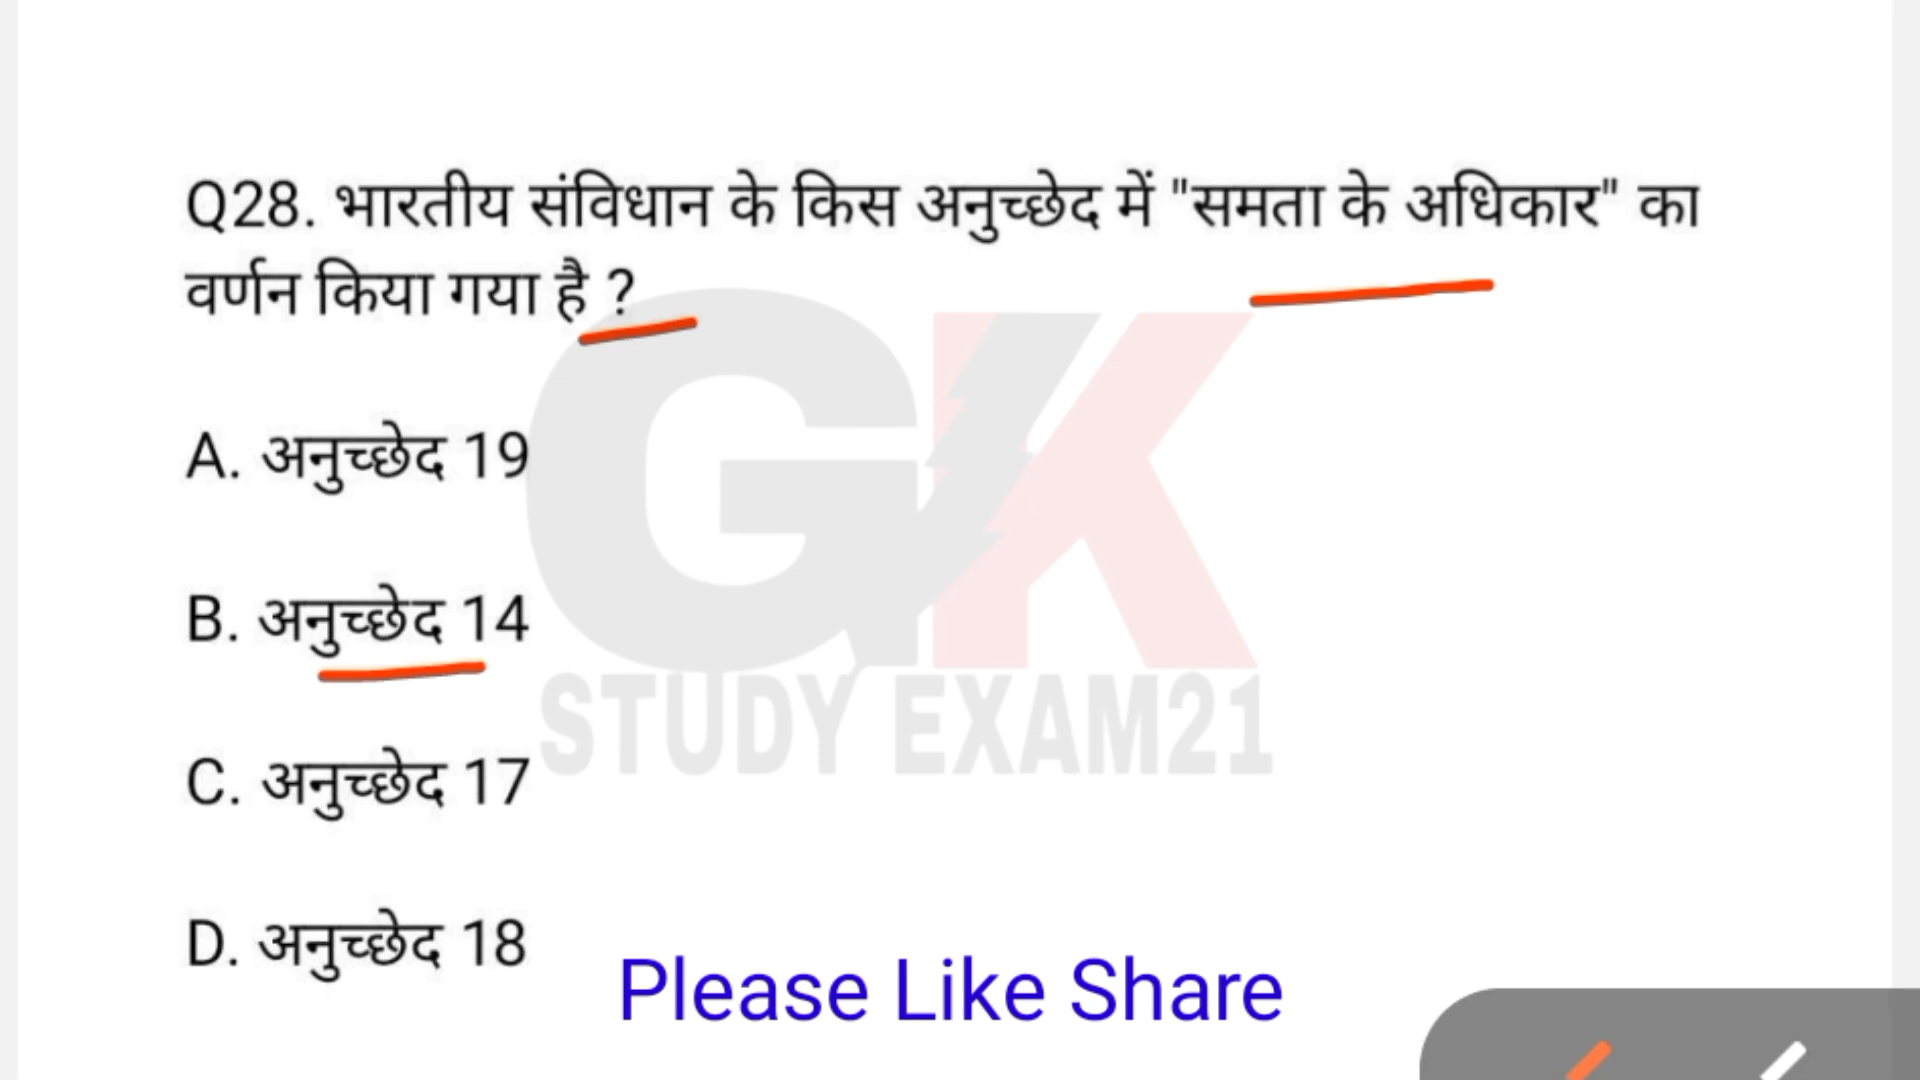 Q28. भारतीय संविधान के किस अनुच्छेद में "समता के अधिकार" का
वर्णन किया गया है ?
A. अनुच्छेद 19
B. अनुच्छेद 14
C. अनुच्छेद 17
D. अनुच्छेद 18
GK
STUDY EXAM21
Please Like Share